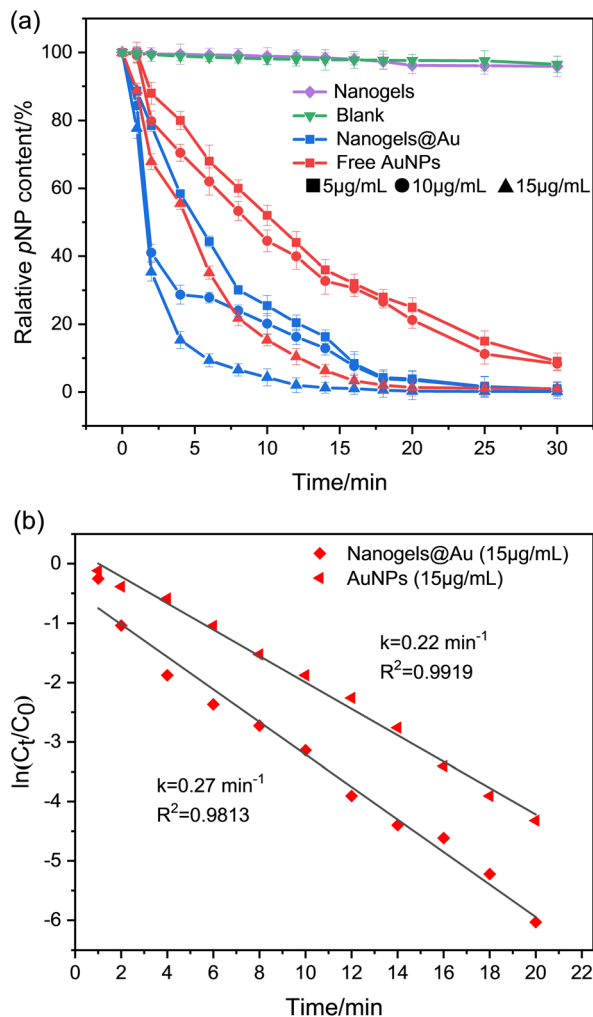 (a)
100
80
60
40
20
0
Ralative pNP content/%
Nanogels
Blank
Nanogels@Au
Free AuNPs
5μg/mL 10μg/mL 15μg/mL
0 5 10 15 20 25 30
Time/min
(b)
0
-1
-2
-3
-4
-5
-6
ln(Ct/C0)
Nanogels@Au (15μg/mL)
AuNPs (15μg/mL)
k=0.22 min-1
R2=0.9919
k=0.27 min-1
R2=0.9813
2 4 6 8 10 12 14 16 18 20 22
Time/min